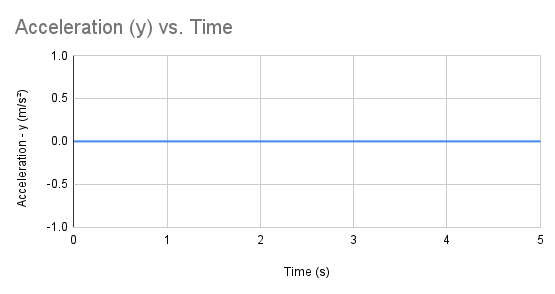 Acceleration (y) vs. Time
1.0
0.5
0.0
-0.5
-1.0
Acceleration - y (m/s²)
0 1 2 3 4 5
Time (s)